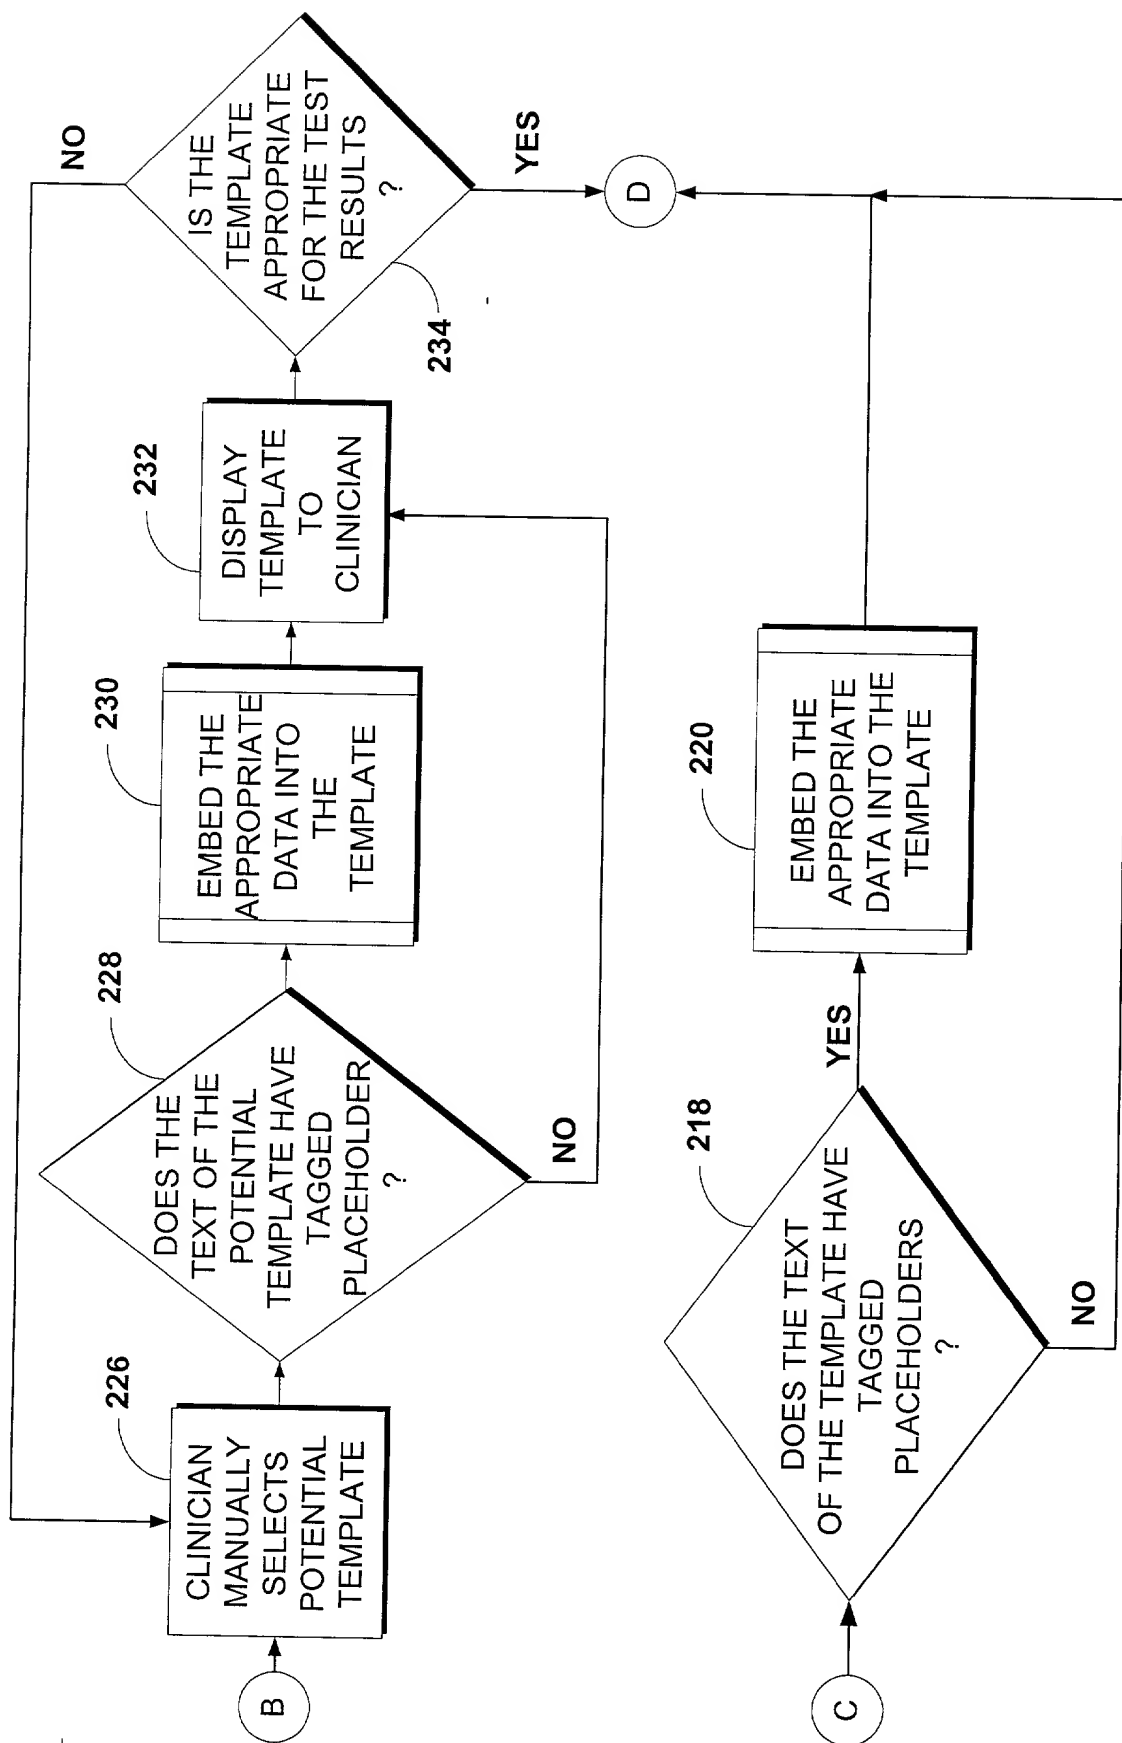 B
CLINICIAN
MANUALLY
SELECTS
POTENTIAL
TEMPLATE
226
DOES THE
TEXT OF THE
POTENTIAL
TEMPLATE HAVE
TAGGED
PLACEHOLDER
?
228
NO
EMBED THE
APPROPRIATE
DATA INTO
THE
TEMPLATE
230
DISPLAY
TEMPLATE
TO
CLINICIAN
232
IS THE
TEMPLATE
APPROPRIATE
FOR THE TEST
RESULTS
?
234
NO
YES
D
C
DOES THE TEXT
OF THE TEMPLATE HAVE
TAGGED
PLACEHOLDERS
?
218
YES
NO
EMBED THE
APPROPRIATE
DATA INTO THE
TEMPLATE
220